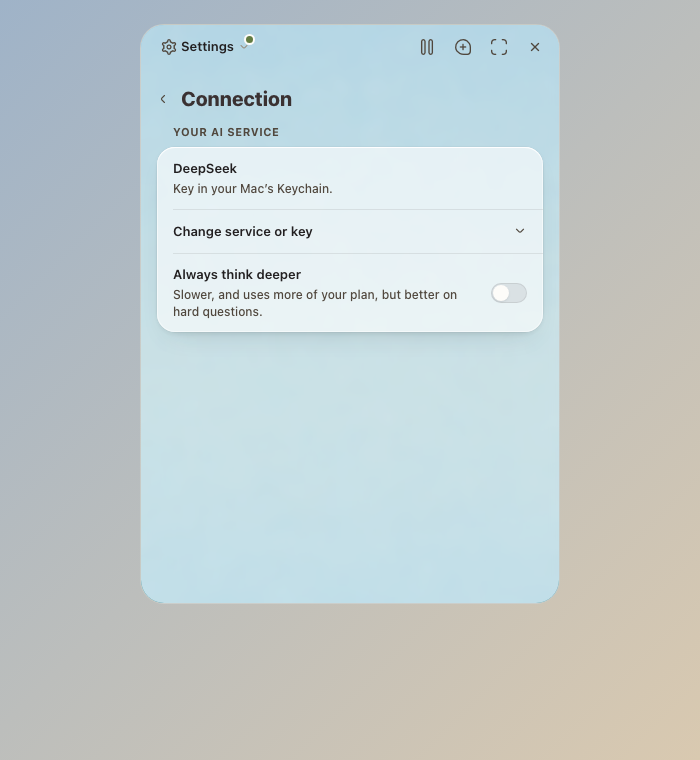 Settings
Connection
YOUR AI SERVICE
DeepSeek
Key in your Mac’s Keychain.
Change service or key
Always think deeper
Slower, and uses more of your plan, but better on
hard questions.